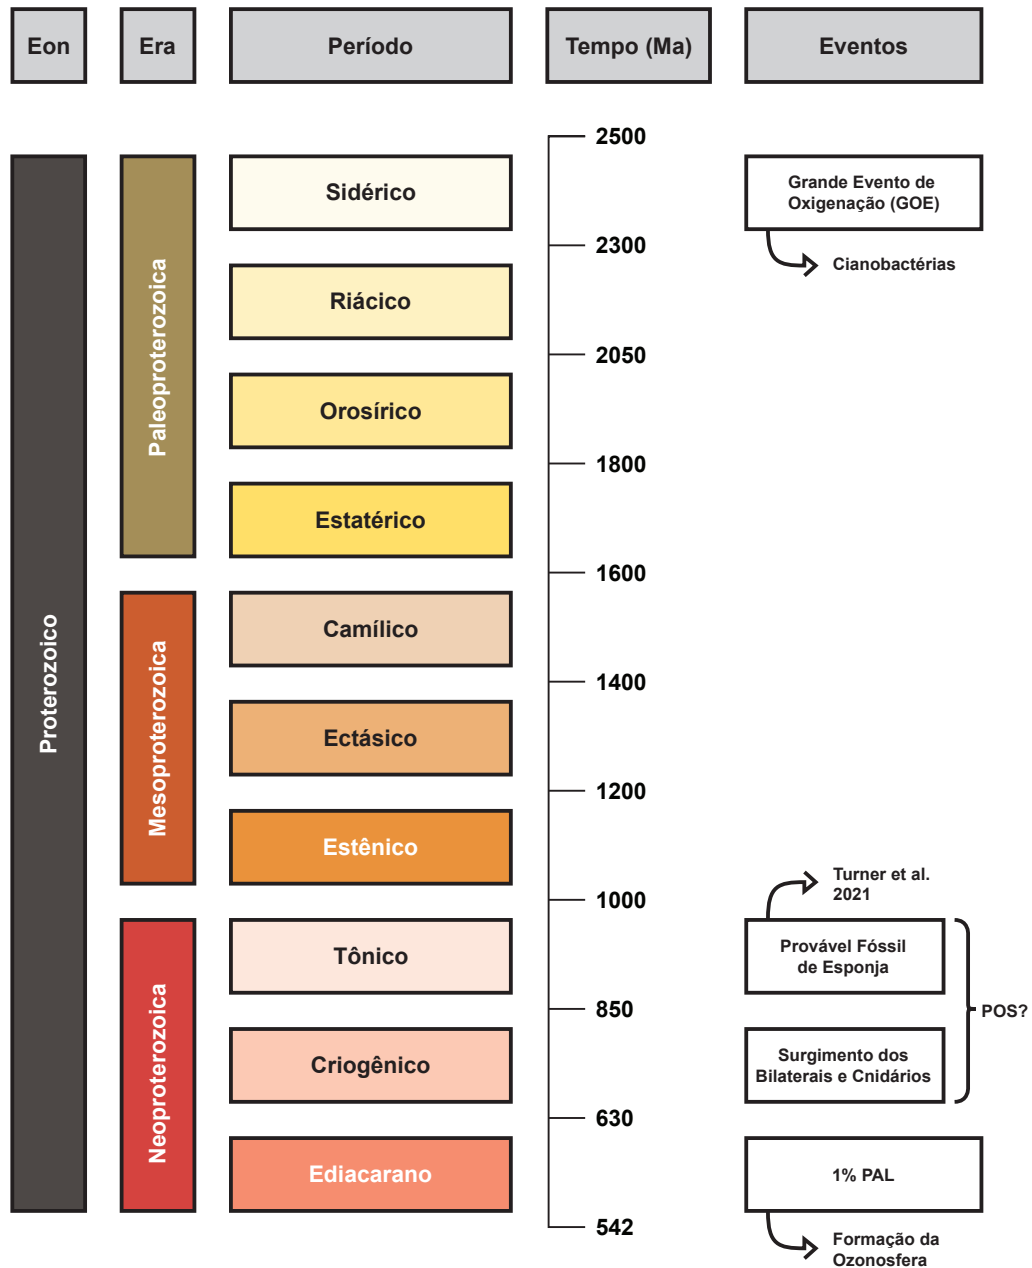 Eon
Era
Período
Tempo (Ma)
Eventos
Proterozoico
Paleoproterozoica
Mesoproterozoica
Neoproterozoica
Sidérico
Riácico
Orosírico
Estatérico
Camílico
Ectásico
Estênico
Tônico
Criogênico
Ediacarano
2500
2300
2050
1800
1600
1400
1200
1000
850
630
542
Grande Evento de
Oxigenação (GOE)
Cianobactérias
Turner et al.
2021
Provável Fóssil
de Esponja
POS?
Surgimento dos
Bilaterais e Cnidários
1% PAL
Formação da
Ozonosfera